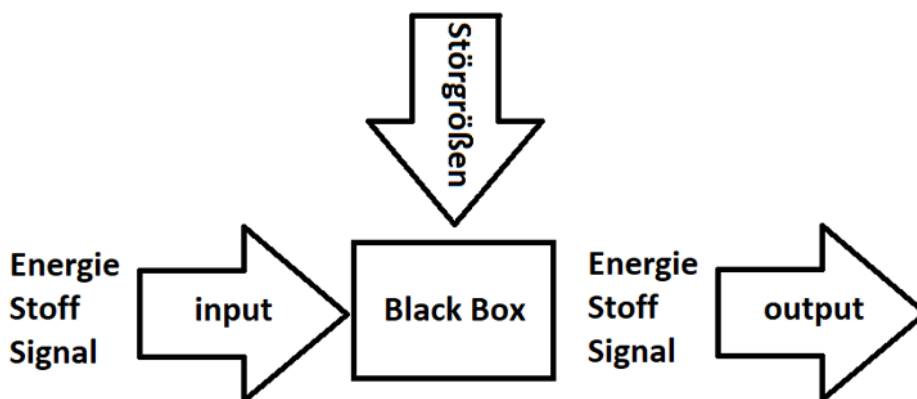 Störgrößen
Energie
Stoff
Signal
input
Black Box
Energie
Stoff
Signal
output